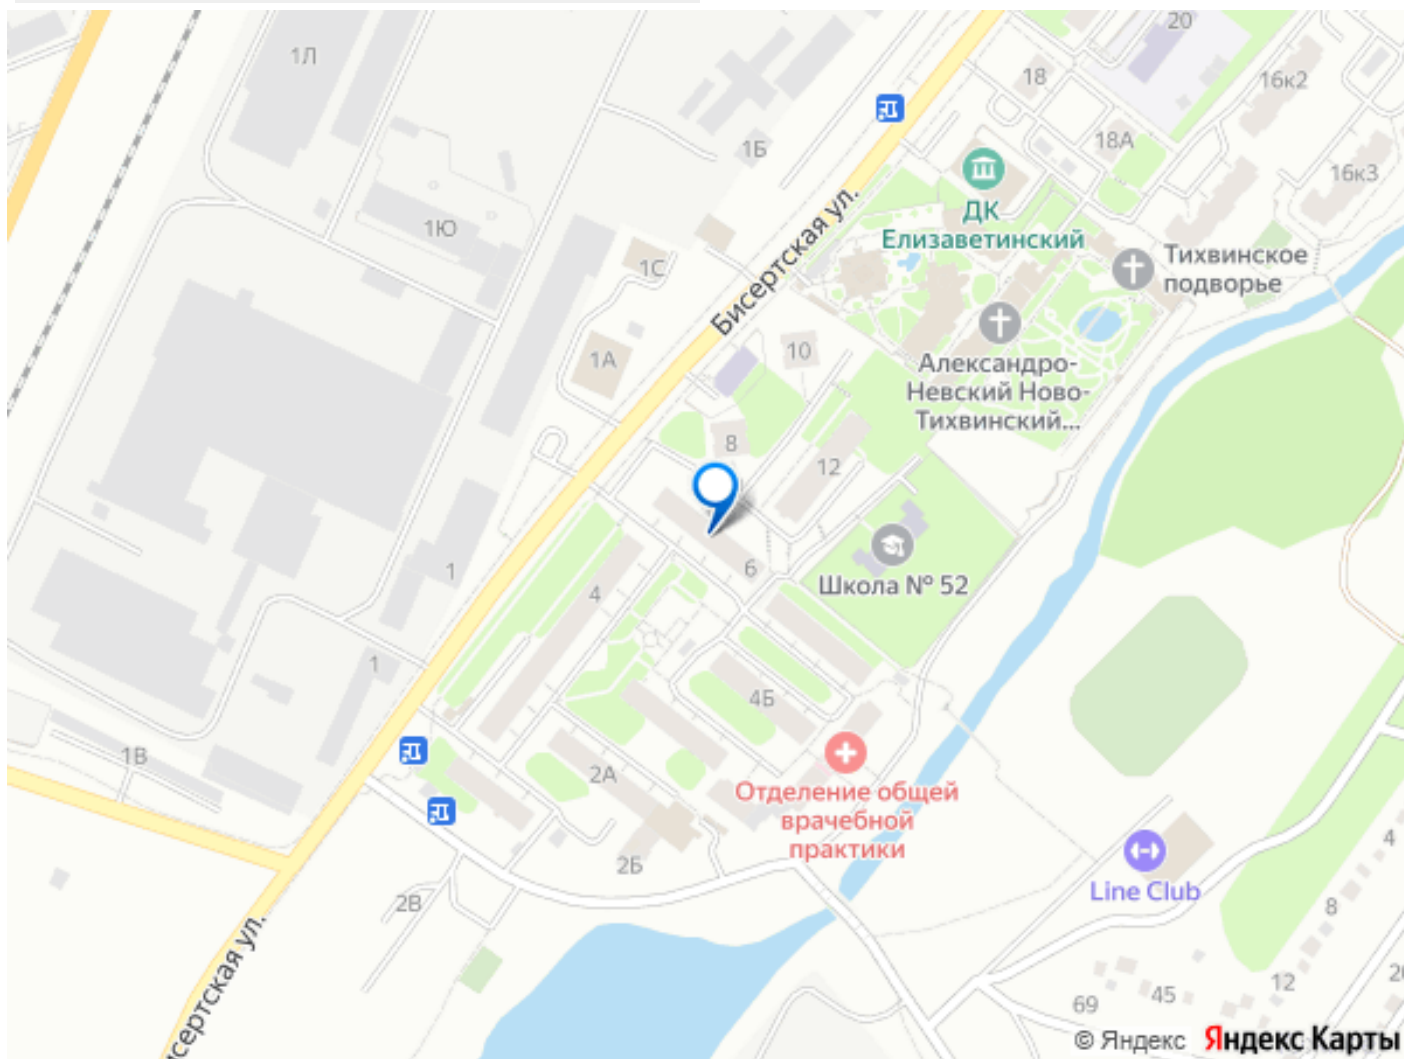 20
1Л
18
16к2
1Б
18А
16к3
ДК
Елизаветинский
1Ю
Бисертская ул.
1С
Тихвинское
подворье
10
1А
Александро-
Невский Ново-
Тихвинский...
8
12
6
1
4
Школа № 52
1
4Б
1В
2А
Отделение общей
врачебной
практики
2Б
4
Line Club
2В
8
Бисертская ул.
12
45
69
© Яндекс
Яндекс Карты